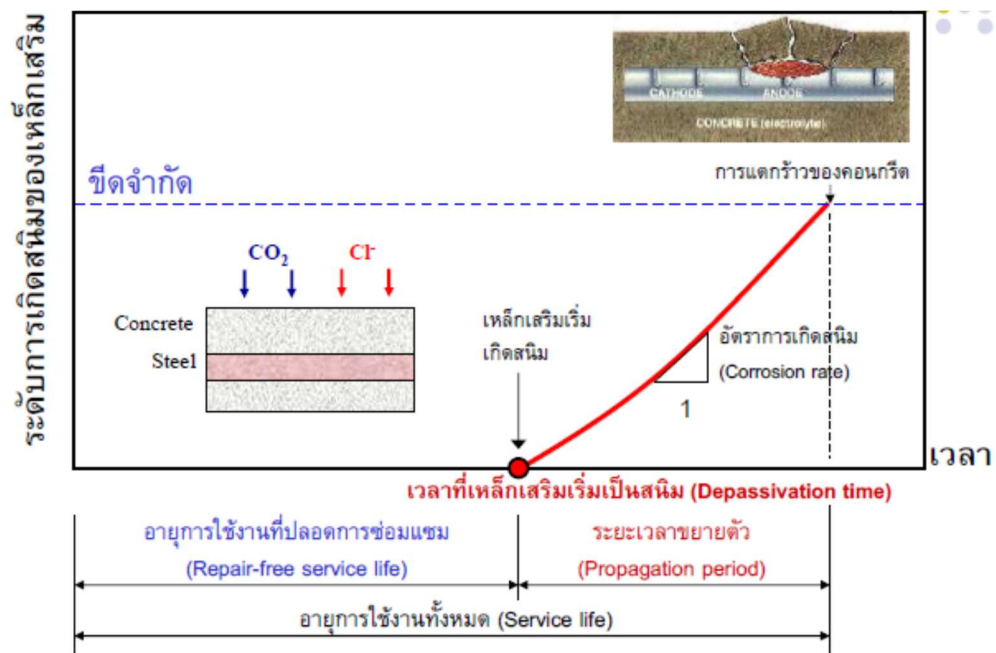 ระดับการเกิดสนิมของเหล็กเสริม
CATHODE
ANODE
CONCRETE (electrolyte)
ขีดจำกัด
การแตกร้าวของคอนกรีต
CO₂
Cl⁻
Concrete
Steel
เหล็กเสริมเริ่ม
เกิดสนิม
อัตราการเกิดสนิม
(Corrosion rate)
1
เวลา
เวลาที่เหล็กเสริมเริ่มเป็นสนิม (Depassivation time)
อายุการใช้งานที่ปลอดการซ่อมแซม
(Repair-free service life)
ระยะเวลาขยายตัว
(Propagation period)
อายุการใช้งานทั้งหมด (Service life)